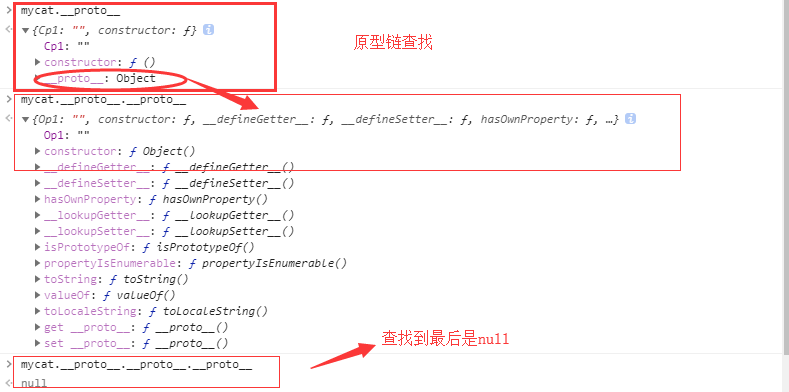 mycat.__proto__
{Cp1: "", constructor: ƒ} i
Cp1: ""
constructor: ƒ ()
__proto__: Object
原型链查找
mycat.__proto__.__proto__
{Op1: "", constructor: ƒ, __defineGetter__: ƒ, __defineSetter__: ƒ, hasOwnProperty: ƒ, …} i
Op1: ""
constructor: ƒ Object()
__defineGetter__: ƒ __defineGetter__()
__defineSetter__: ƒ __defineSetter__()
hasOwnProperty: ƒ hasOwnProperty()
__lookupGetter__: ƒ __lookupGetter__()
__lookupSetter__: ƒ __lookupSetter__()
isPrototypeOf: ƒ isPrototypeOf()
propertyIsEnumerable: ƒ propertyIsEnumerable()
toString: ƒ toString()
valueOf: ƒ valueOf()
toLocaleString: ƒ toLocaleString()
get __proto__: ƒ __proto__()
set __proto__: ƒ __proto__()
查找到最后是null
mycat.__proto__.__proto__.__proto__
null